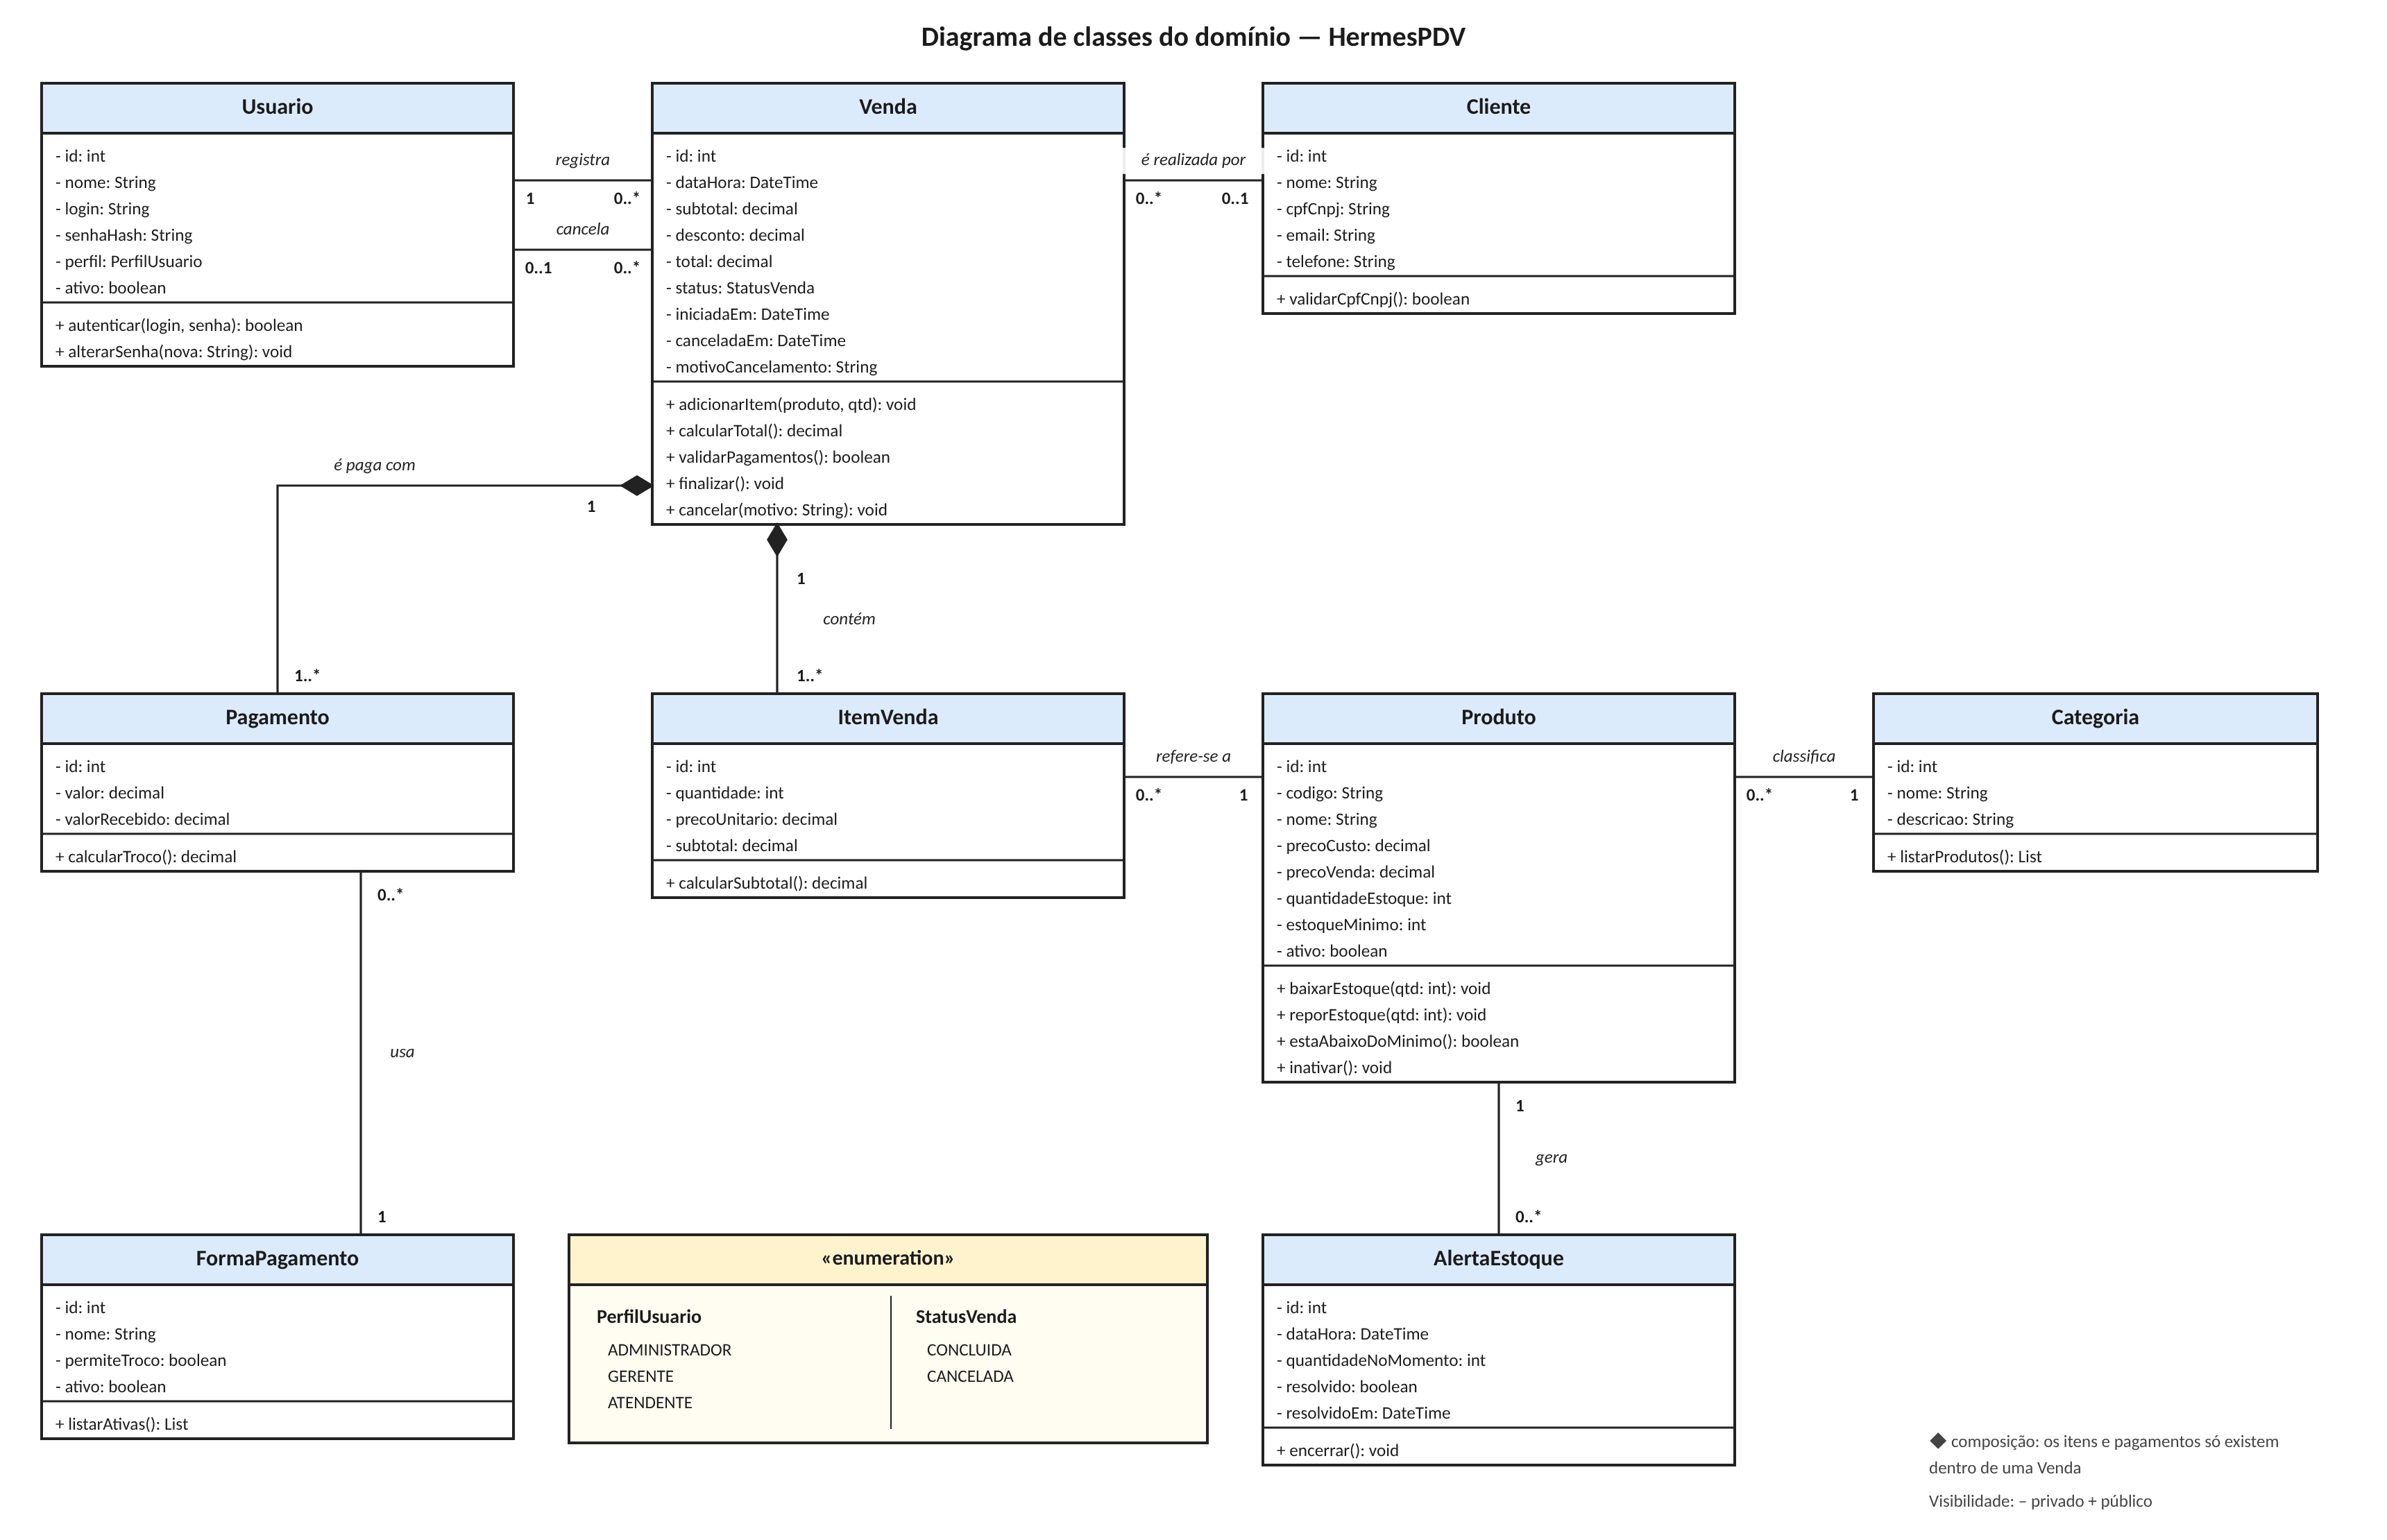 Diagrama de classes do domínio — HermesPDV
Usuario
- id: int
- nome: String
- login: String
- senhaHash: String
- perfil: PerfilUsuario
- ativo: boolean
+ autenticar(login, senha): boolean
+ alterarSenha(nova: String): void
registra
1 0..*
cancela
0..1 0..*
Venda
- id: int
- dataHora: DateTime
- subtotal: decimal
- desconto: decimal
- total: decimal
- status: StatusVenda
- iniciadaEm: DateTime
- canceladaEm: DateTime
- motivoCancelamento: String
+ adicionarItem(produto, qtd): void
+ calcularTotal(): decimal
+ validarPagamentos(): boolean
+ finalizar(): void
+ cancelar(motivo: String): void
é realizada por
0..* 0..1
Cliente
- id: int
- nome: String
- cpfCnpj: String
- email: String
- telefone: String
+ validarCpfCnpj(): boolean
é paga com
1
1..*
1
contém
1..*
Pagamento
- id: int
- valor: decimal
- valorRecebido: decimal
+ calcularTroco(): decimal
ItemVenda
- id: int
- quantidade: int
- precoUnitario: decimal
- subtotal: decimal
+ calcularSubtotal(): decimal
refere-se a
0..* 1
Produto
- id: int
- codigo: String
- nome: String
- precoCusto: decimal
- precoVenda: decimal
- quantidadeEstoque: int
- estoqueMinimo: int
- ativo: boolean
+ baixarEstoque(qtd: int): void
+ reporEstoque(qtd: int): void
+ estaAbaixoDoMinimo(): boolean
+ inativar(): void
classifica
0..* 1
Categoria
- id: int
- nome: String
- descricao: String
+ listarProdutos(): List
0..*
usa
1
1
gera
0..*
FormaPagamento
- id: int
- nome: String
- permiteTroco: boolean
- ativo: boolean
+ listarAtivas(): List
«enumeration»
PerfilUsuario
ADMINISTRADOR
GERENTE
ATENDENTE
StatusVenda
CONCLUIDA
CANCELADA
AlertaEstoque
- id: int
- dataHora: DateTime
- quantidadeNoMomento: int
- resolvido: boolean
- resolvidoEm: DateTime
+ encerrar(): void
◆ composição: os itens e pagamentos só existem
dentro de uma Venda
Visibilidade: – privado + público